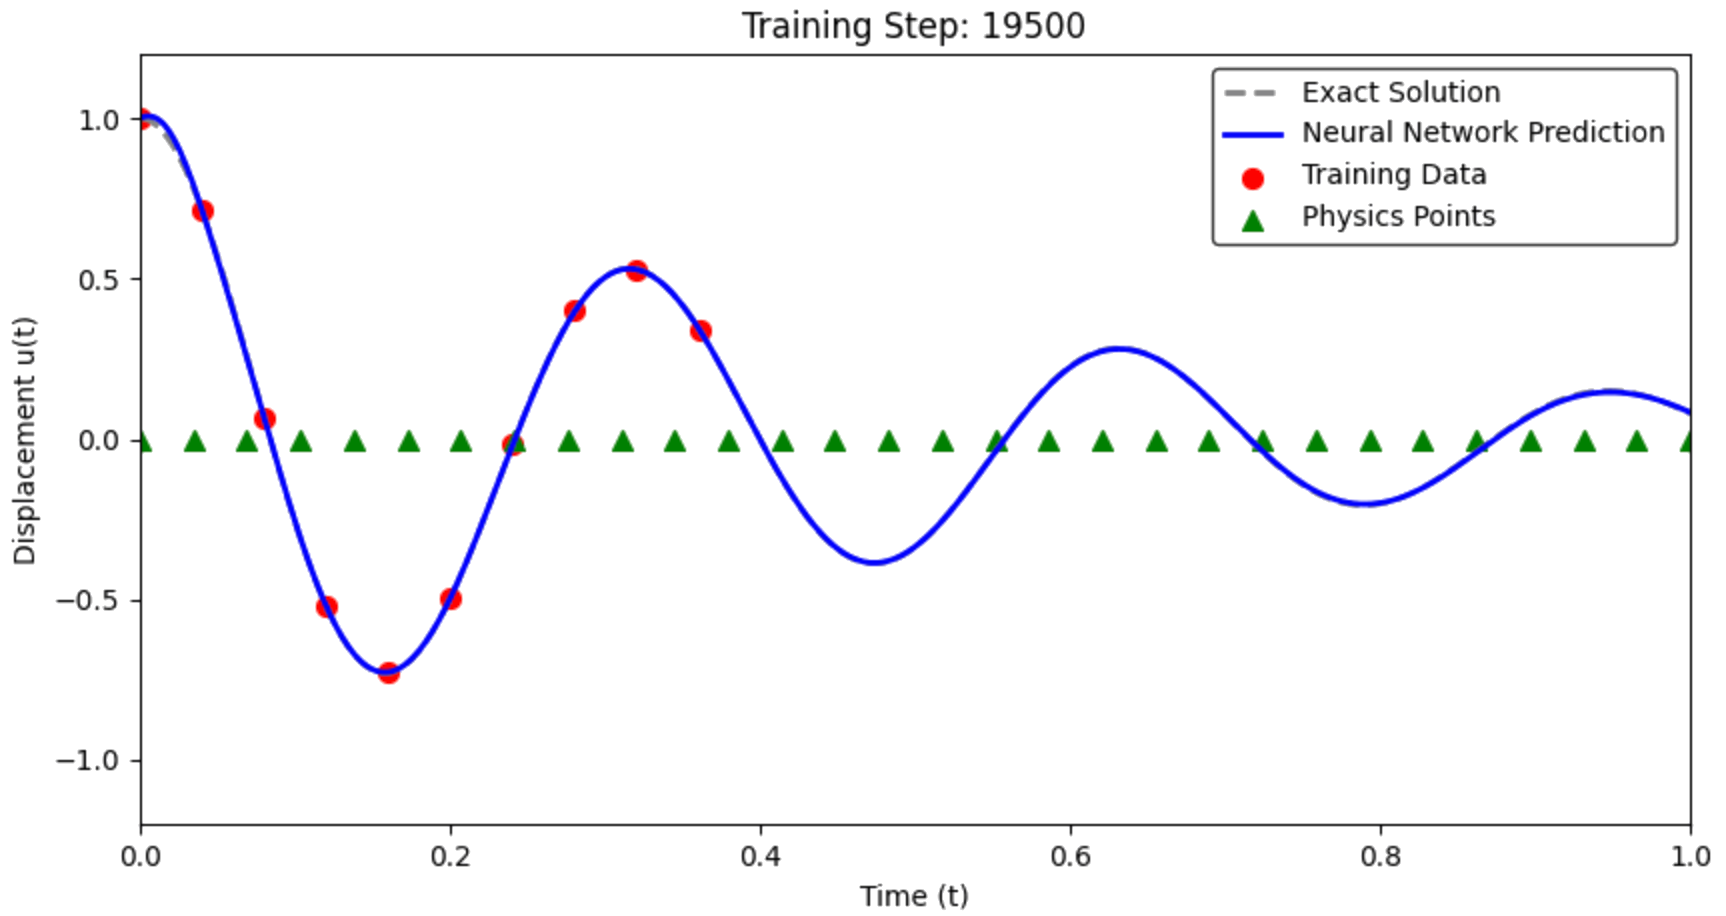 Training Step: 19500
Exact Solution
Neural Network Prediction
Training Data
Physics Points
Displacement u(t)
1.0
0.5
0.0
−0.5
−1.0
0.0 0.2 0.4 0.6 0.8 1.0
Time (t)